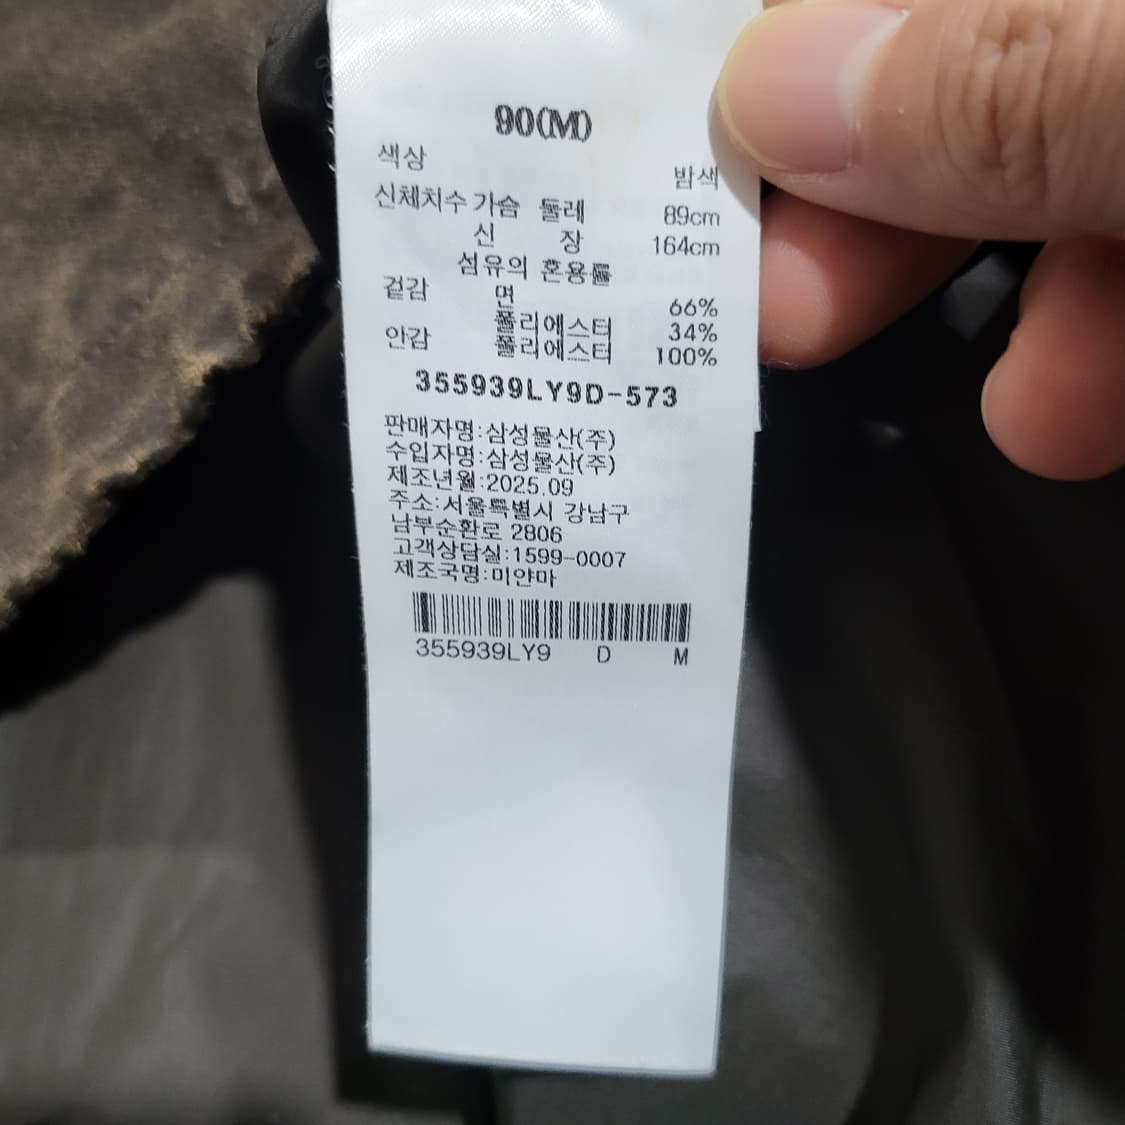 90(M)
색상 밤색
신체치수 가슴 둘레 89cm
신 장 164cm
섬유의 혼용률
겉감 면 66%
폴리에스터 34%
안감 폴리에스터 100%
355939LY9D-573
판매자명:삼성물산(주)
수입자명:삼성물산(주)
제조년월:2025.09
주소:서울특별시 강남구
남부순환로 2806
고객상담실:1599-0007
제조국명:미얀마
355939LY9 D M